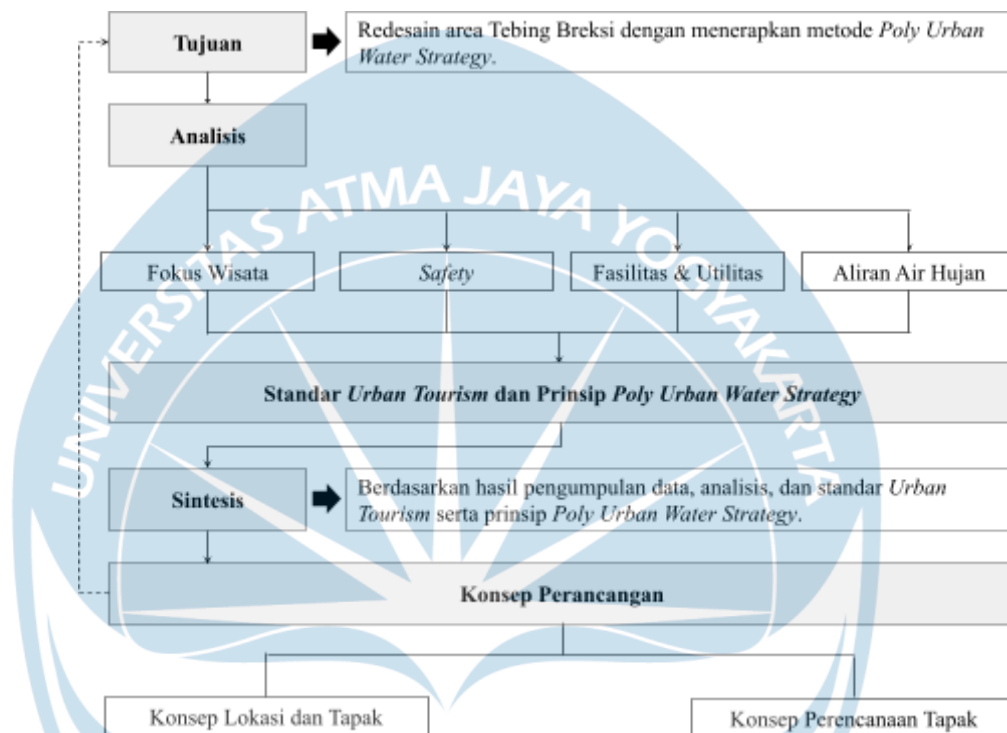 Tujuan
Redesain area Tebing Breksi dengan menerapkan metode Poly Urban
Water Strategy.
Analisis
UNIVERSITAS ATMA JAYA YOGYAKARTA
Fokus Wisata
Safety
Fasilitas & Utilitas
Aliran Air Hujan
Standar Urban Tourism dan Prinsip Poly Urban Water Strategy
Sintesis
Berdasarkan hasil pengumpulan data, analisis, dan standar Urban
Tourism serta prinsip Poly Urban Water Strategy.
Konsep Perancangan
Konsep Lokasi dan Tapak
Konsep Perencanaan Tapak